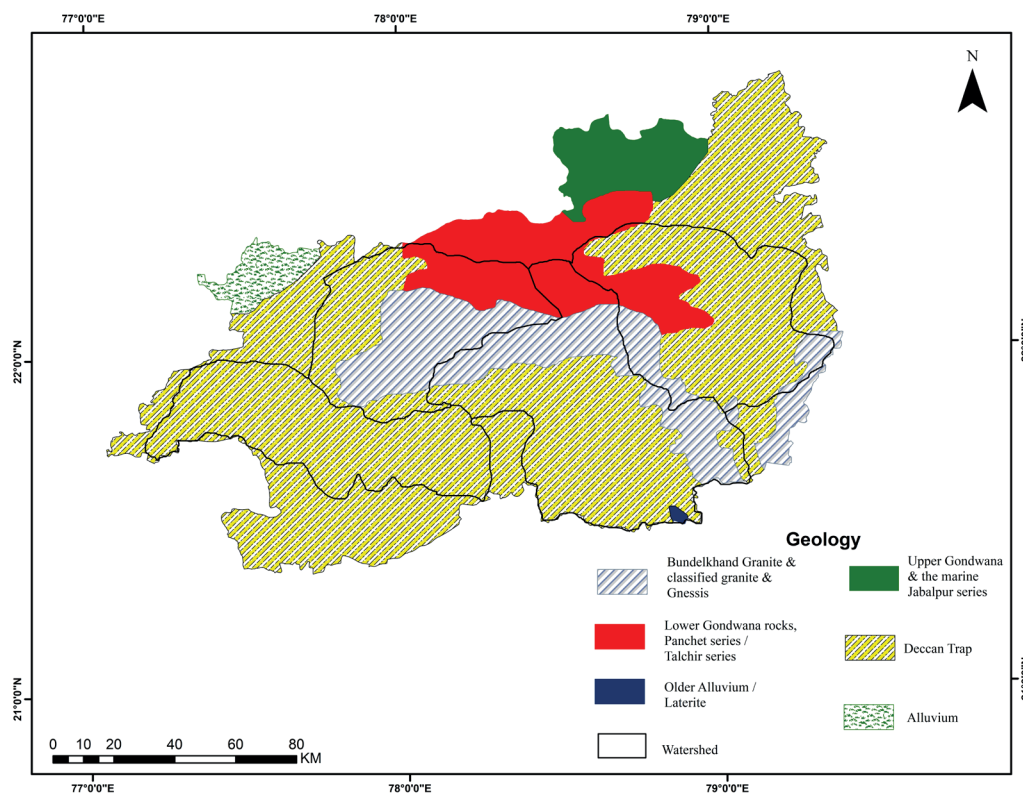 77°0'0"E
78°0'0"E
79°0'0"E
N
22°0'0"N
21°0'0"N
Geology
Bundelkhand Granite &
classified granite &
Gnessis
Lower Gondwana rocks,
Panchet series /
Talchir series
Older Alluvium /
Laterite
Watershed
Upper Gondwana
& the marine
Jabalpur series
Deccan Trap
Alluvium
0 10 20 40 60 80
KM
77°0'0"E
78°0'0"E
79°0'0"E